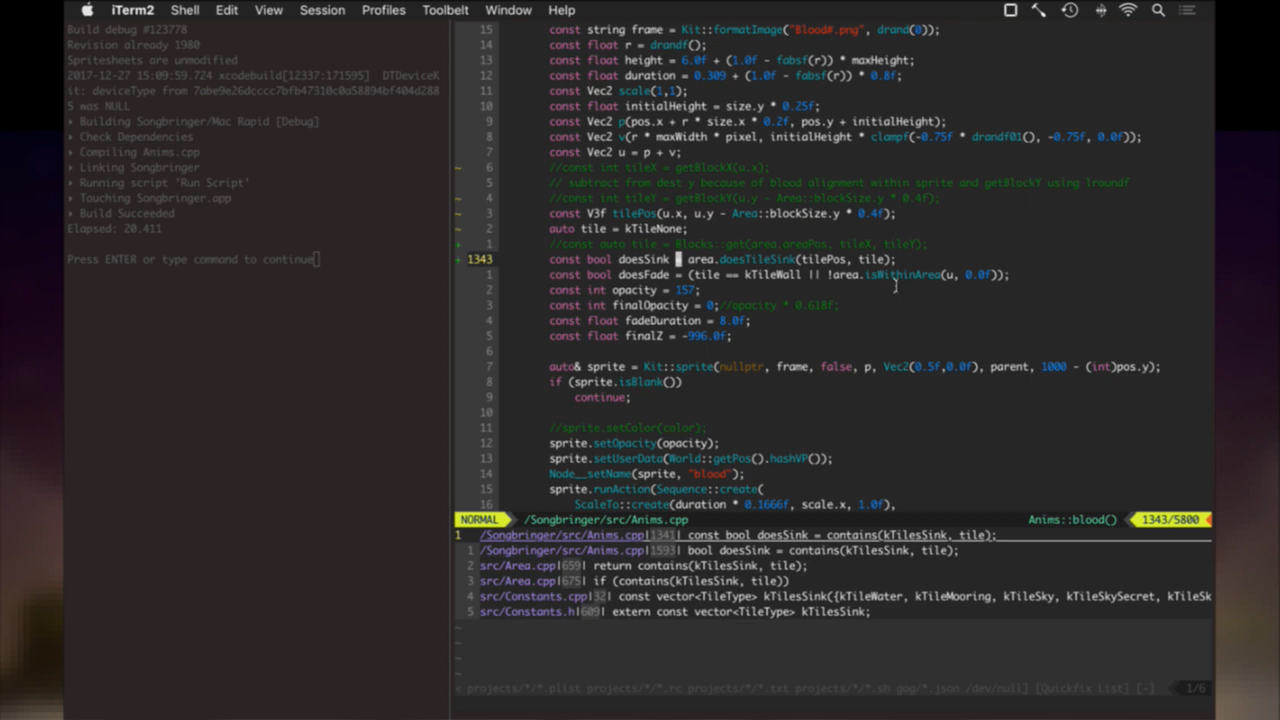 iTerm2 Shell Edit View Session Profiles Toolbelt Window Help
Build debug #123778
Revision already 1980
Spritesheets are unmodified
2017-12-27 15:09:59.724 xcodebuild[12337:171595]  DTDeviceK
it: deviceType from 7abe9e26dcccc7bfb47310c0a58894bf404d288
5 was NULL
Building Songbringer/Mac Rapid [Debug]
Check Dependencies
Compiling Anims.cpp
Linking Songbringer
Running script 'Run Script'
Touching Songbringer.app
Build Succeeded
Elapsed: 20.411
Press ENTER or type command to continue
15 const string frame = Kit::formatImage("Blood#.png", drand(0));
14 const float r = drandf();
13 const float height = 6.0f + (1.0f - fabsf(r)) * maxHeight;
12 const float duration = 0.309 + (1.0f - fabsf(r)) * 0.8f;
11 const Vec2 scale(1,1);
10 const float initialHeight = size.y * 0.25f;
9 const Vec2 p(pos.x + r * size.x * 0.2f, pos.y + initialHeight);
8 const Vec2 v(r * maxWidth * pixel, initialHeight * clampf(-0.75f * drandf01(), -0.75f, 0.0f));
7 const Vec2 u = p + v;
~ 6 //const int tileX = getBlockX(u.x);
5 // subtract from dest y because of blood alignment within sprite and getBlockY using lroundf
~ 4 //const int tileY = getBlockY(u.y - Area::blockSize.y * 0.4f);
~ 3 const V3f tilePos(u.x, u.y - Area::blockSize.y * 0.4f);
~ 2 auto tile = kTileNone;
+ 1 //const auto tile = Blocks::get(area.areaPos, tileX, tileY);
+ 1343 const bool doesSink = area.doesTileSink(tilePos, tile);
1 const bool doesFade = (tile == kTileWall || !area.isWithinArea(u, 0.0f));
2 const int opacity = 157;
3 const int finalOpacity = 0;//opacity * 0.618f;
4 const float fadeDuration = 8.0f;
5 const float finalZ = -996.0f;
6
7 auto& sprite = Kit::sprite(nullptr, frame, false, p, Vec2(0.5f,0.0f), parent, 1000 - (int)pos.y);
8 if (sprite.isBlank())
9 continue;
10
11 //sprite.setColor(color);
12 sprite.setOpacity(opacity);
13 sprite.setUserData(World::getPos().hashVP());
14 Node__setName(sprite, "blood");
15 sprite.runAction(Sequence::create(
16 ScaleTo::create(duration * 0.1666f, scale.x, 1.0f),
NORMAL /Songbringer/src/Anims.cpp Anims::blood() 1343/5800
1 /Songbringer/src/Anims.cpp|1341| const bool doesSink = contains(kTilesSink, tile);
1 /Songbringer/src/Anims.cpp|1593| bool doesSink = contains(kTilesSink, tile);
2 src/Area.cpp|659| return contains(kTilesSink, tile);
3 src/Area.cpp|675| if (contains(kTilesSink, tile))
4 src/Constants.cpp|32| const vector<TileType> kTilesSink({kTileWater, kTileMooring, kTileSky, kTileSkySecret, kTileSk
5 src/Constants.h|609| extern const vector<TileType> kTilesSink;
~
~
~
~
< projects/*/*.plist projects/*/*.rc projects/*/*.txt projects/*/*.sh gog/*.json /dev/null] [Quickfix List] [-] 1/6